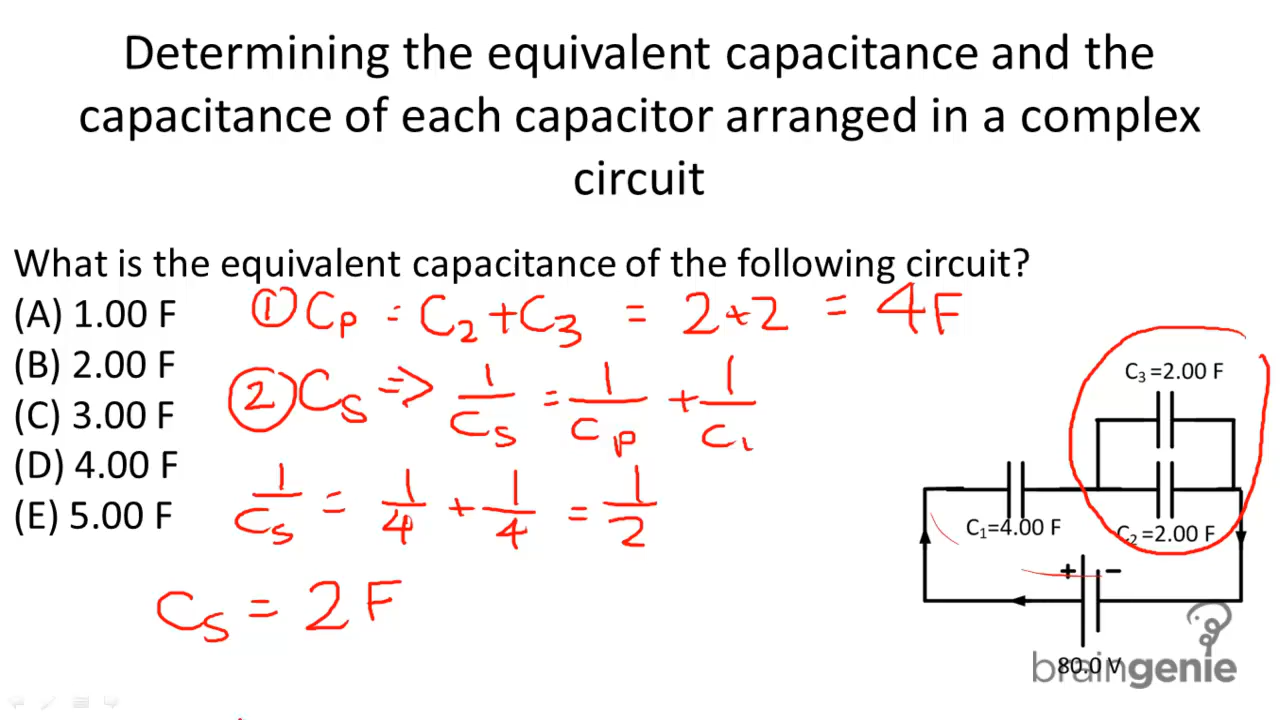 Determining the equivalent capacitance and the
capacitance of each capacitor arranged in a complex
circuit
What is the equivalent capacitance of the following circuit?
(A) 1.00 F
(B) 2.00 F
(C) 3.00 F
(D) 4.00 F
(E) 5.00 F
① Cp = C2 + C3 = 2 + 2 = 4F
② Cs => 1/Cs = 1/Cp + 1/C1
1/Cs = 1/4 + 1/4 = 1/2
Cs = 2 F
C₃ =2.00 F
C₁=4.00 F
C₂ =2.00 F
+ −
80.0 V
braingenie